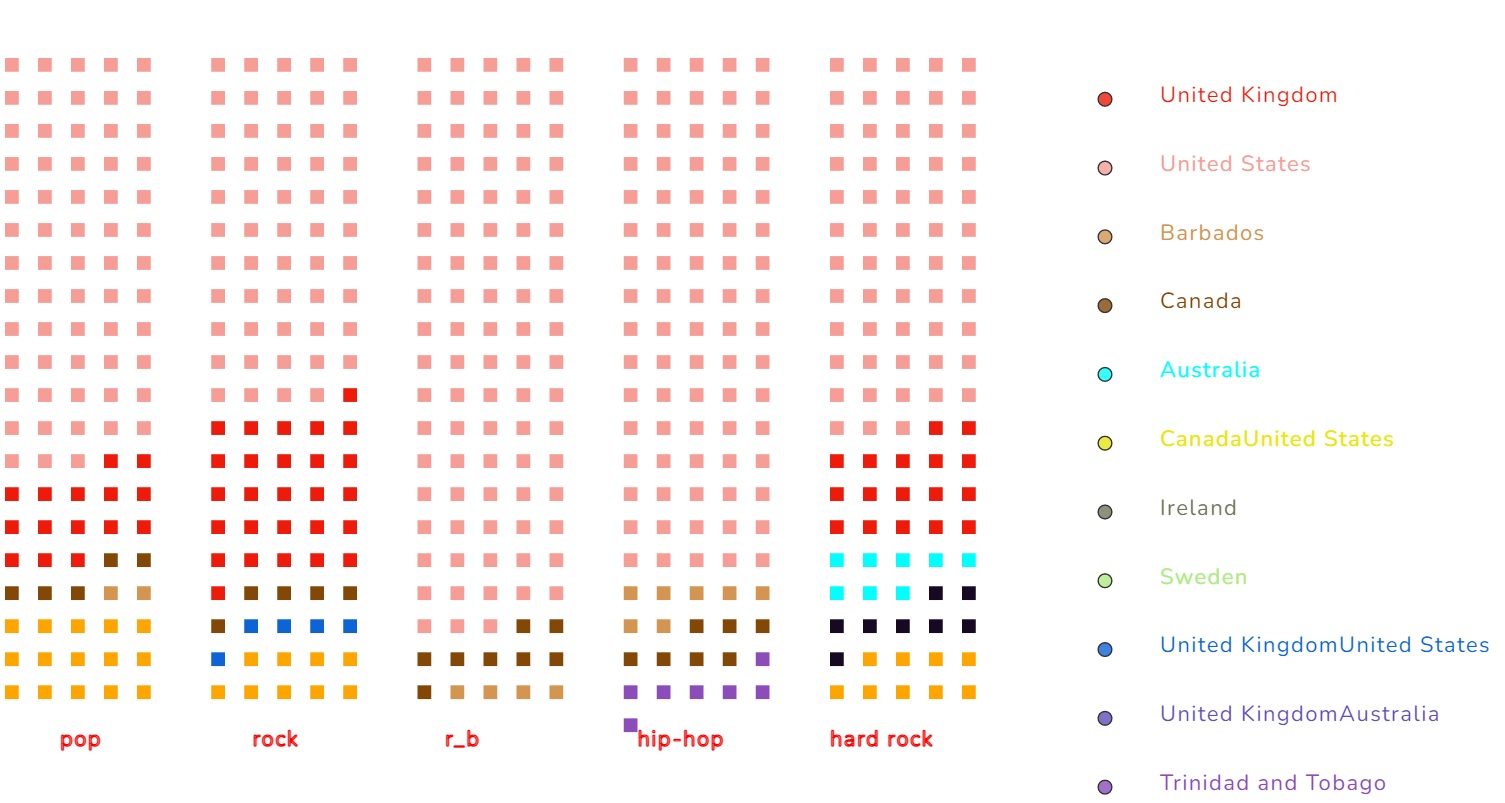 United Kingdom
United States
Barbados
Canada
Australia
CanadaUnited States
Ireland
Sweden
United KingdomUnited States
United KingdomAustralia
Trinidad and Tobago
pop rock r_b hip-hop hard rock